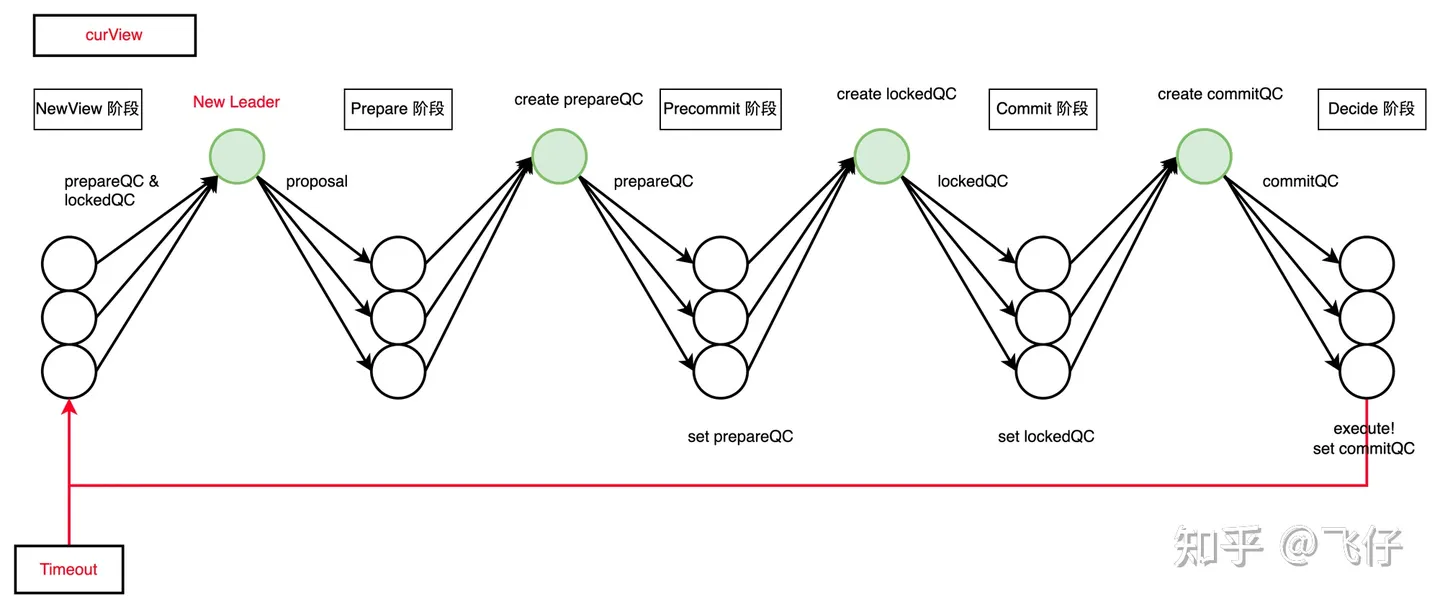 curView
NewView 阶段
New Leader
Prepare 阶段
create prepareQC
Precommit 阶段
create lockedQC
Commit 阶段
create commitQC
Decide 阶段
prepareQC &
lockedQC
proposal
prepareQC
lockedQC
commitQC
set prepareQC
set lockedQC
execute!
set commitQC
Timeout
知乎 @飞仔